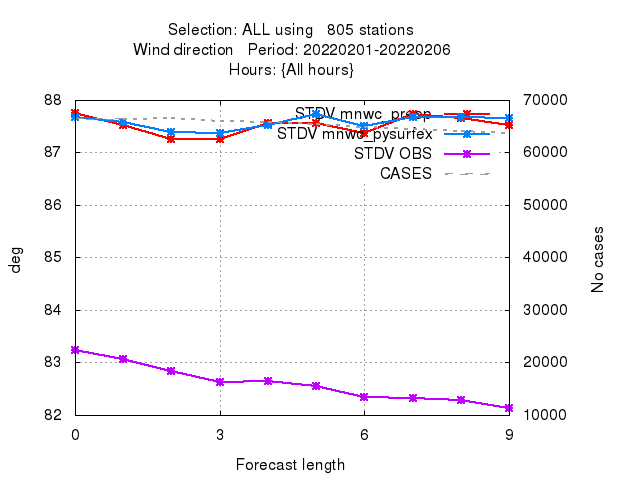 Selection: ALL using 805 stations
Wind direction Period: 20220201-20220206
Hours: {All hours}
88
87
86
85
84
83
82
deg
70000
60000
50000
40000
30000
20000
10000
No cases
STDV mnwc_preop
STDV mnwc_pysurfex
STDV OBS
CASES
0 3 6 9
Forecast length